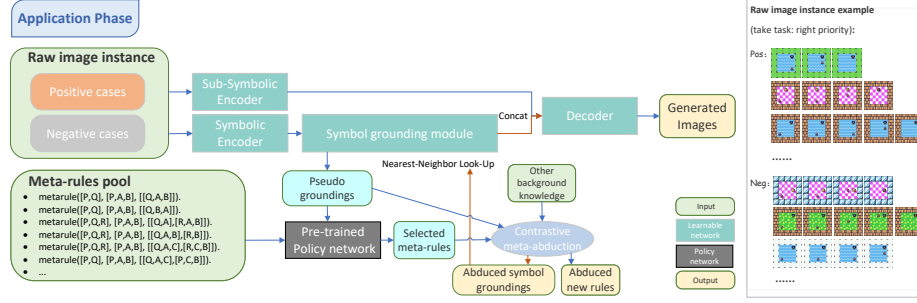 Application Phase
Raw image instance
Positive cases
Negative cases
Sub-Symbolic
Encoder
Symbolic
Encoder
Symbol grounding module
Concat
Decoder
Generated
Images
Nearest-Neighbor Look-Up
Meta-rules pool
• metarule([P,Q], [P,A,B], [[Q,A,B]]).
• metarule([P,Q], [P,A,B], [[Q,B,A]]).
• metarule([P,Q,R], [P,A,B], [[Q,A],[R,A,B]]).
• metarule([P,Q,R], [P,A,B], [[Q,A,B],[R,B]]).
• metarule([P,Q,R], [P,A,B], [[Q,A,C],[R,C,B]]).
• metarule([P,Q], [P,A,B], [[Q,A,C],[P,C,B]]).
• ...
Pseudo
groundings
Pre-trained
Policy network
Selected
meta-rules
Other
background
knowledge
Contrastive
meta-abduction
Abduced symbol
groundings
Abduced
new rules
Input
Learnable
network
Policy
network
Output
Raw image instance example
(take task: right priority):
Pos:
......
Neg:
......